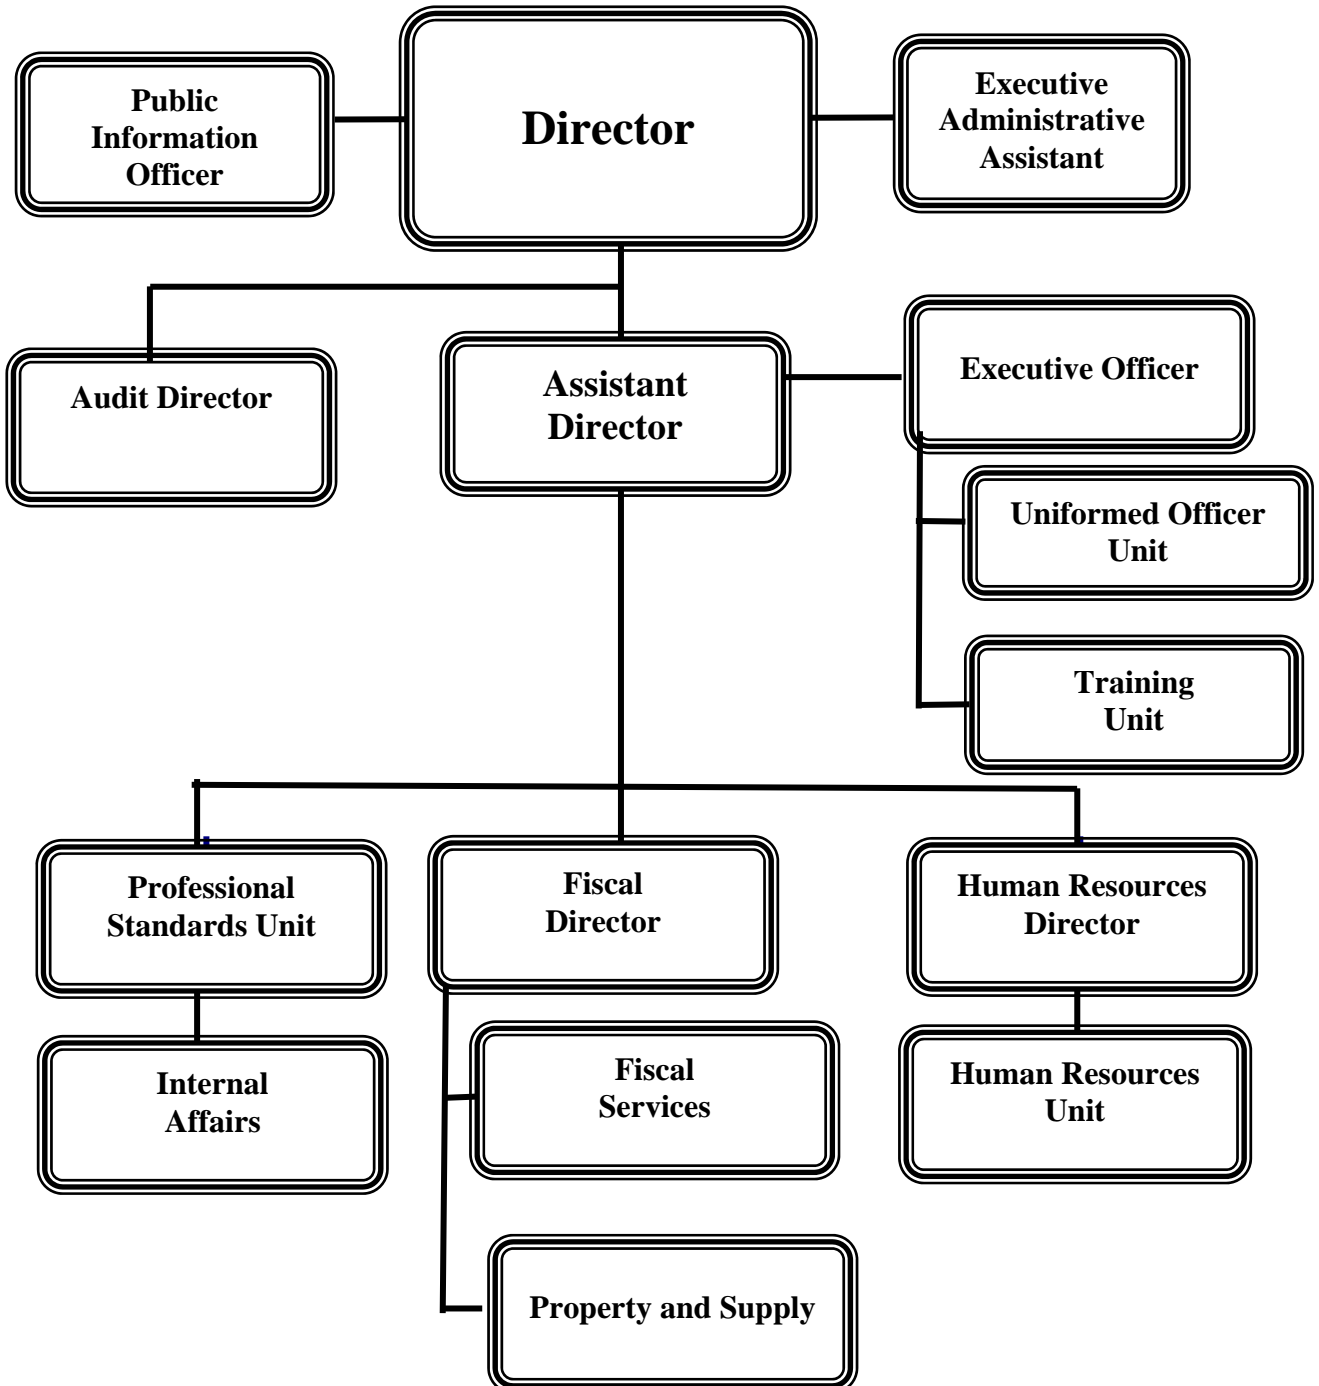 Public
Information
Officer
Director
Executive
Administrative
Assistant
Audit Director
Assistant
Director
Executive Officer
Uniformed Officer
Unit
Training
Unit
Professional
Standards Unit
Fiscal
Director
Human Resources
Director
Internal
Affairs
Fiscal
Services
Human Resources
Unit
Property and Supply